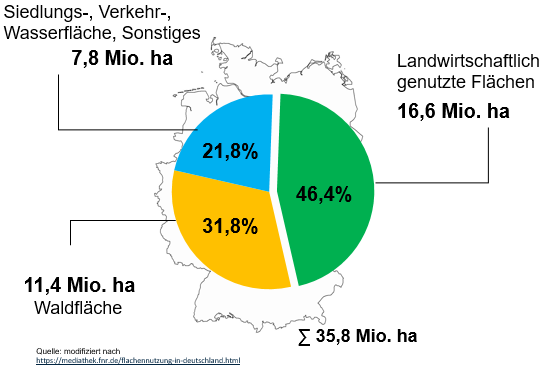 Siedlungs-, Verkehr-,
Wasserfläche, Sonstiges
7,8 Mio. ha
Landwirtschaftlich
genutzte Flächen
16,6 Mio. ha
21,8%
46,4%
31,8%
11,4 Mio. ha
Waldfläche
∑ 35,8 Mio. ha
Quelle: modifiziert nach
https://mediathek.fnr.de/flachennutzung-in-deutschland.html